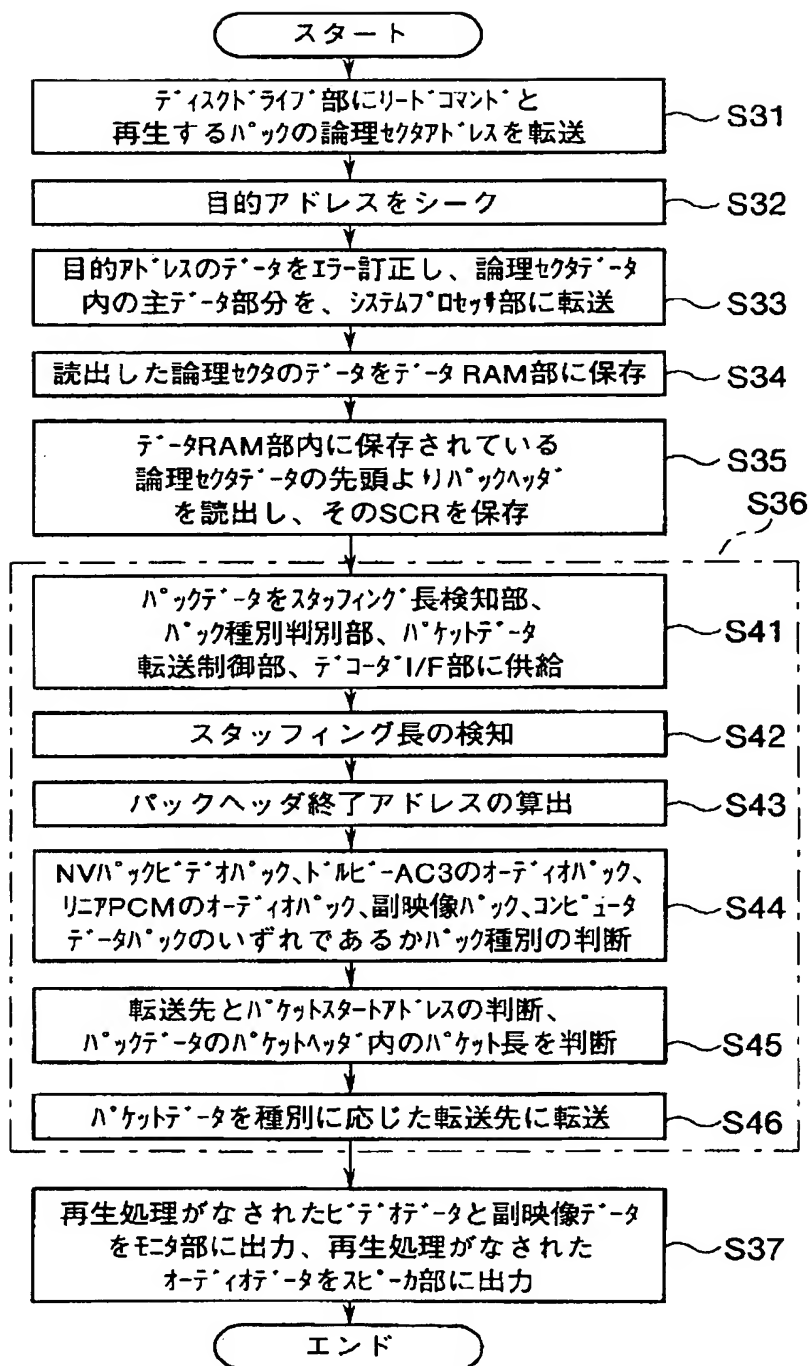 スタート
ディスクドライブ部にリードコマンドと
再生するパックの論理セクタアドレスを転送
S31
目的アドレスをシーク
S32
目的アドレスのデータをエラー訂正し、論理セクタデータ
内の主データ部分を、システムプロセッサ部に転送
S33
読出した論理セクタのデータをデータRAM部に保存
S34
データRAM部内に保存されている
論理セクタデータの先頭よりパックヘッダ
を読出し、そのSCRを保存
S35
S36
パックデータをスタッフィング長検知部、
パック種別判別部、パケットデータ
転送制御部、デコーダI/F部に供給
S41
スタッフィング長の検知
S42
パックヘッダ終了アドレスの算出
S43
NVパックビデオパック、ドルビーAC3のオーディオパック、
リニアPCMのオーディオパック、副映像パック、コンピュータ
データパックのいずれであるかパック種別の判断
S44
転送先とパケットスタートアドレスの判断、
パックデータのパケットヘッダ内のパケット長を判断
S45
パケットデータを種別に応じた転送先に転送
S46
再生処理がなされたビデオデータと副映像データ
をモニタ部に出力、再生処理がなされた
オーディオデータをスピーカ部に出力
S37
エンド